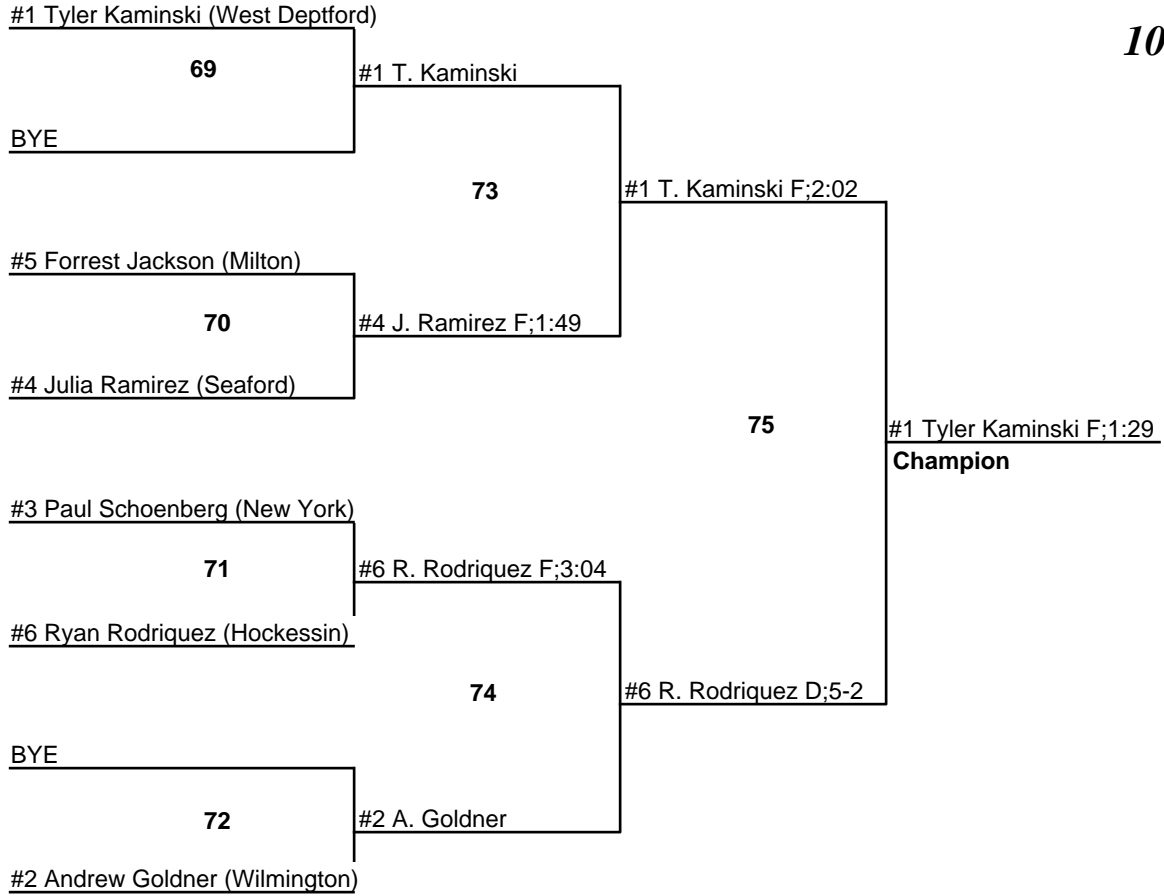 #1 Tyler Kaminski (West Deptford)
10
69
#1 T. Kaminski
BYE
73
#1 T. Kaminski F;2:02
#5 Forrest Jackson (Milton)
70
#4 J. Ramirez F;1:49
#4 Julia Ramirez (Seaford)
75
#1 Tyler Kaminski F;1:29
Champion
#3 Paul Schoenberg (New York)
71
#6 R. Rodriquez F;3:04
#6 Ryan Rodriquez (Hockessin)
74
#6 R. Rodriquez D;5-2
BYE
72
#2 A. Goldner
#2 Andrew Goldner (Wilmington)